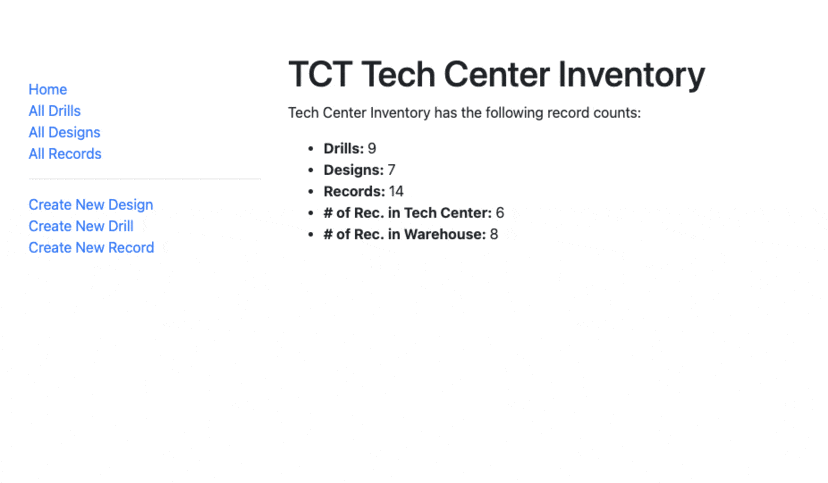 Home
All Drills
All Designs
All Records
Create New Design
Create New Drill
Create New Record
TCT Tech Center Inventory
Tech Center Inventory has the following record counts:
• Drills: 9
• Designs: 7
• Records: 14
• # of Rec. in Tech Center: 6
• # of Rec. in Warehouse: 8